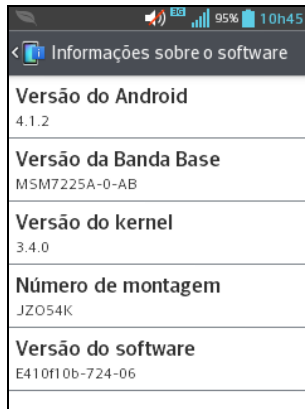 3G 95% 10h45
Informações sobre o software
Versão do Android
4.1.2
Versão da Banda Base
MSM7225A-0-AB
Versão do kernel
3.4.0
Número de montagem
JZO54K
Versão do software
E410f10b-724-06